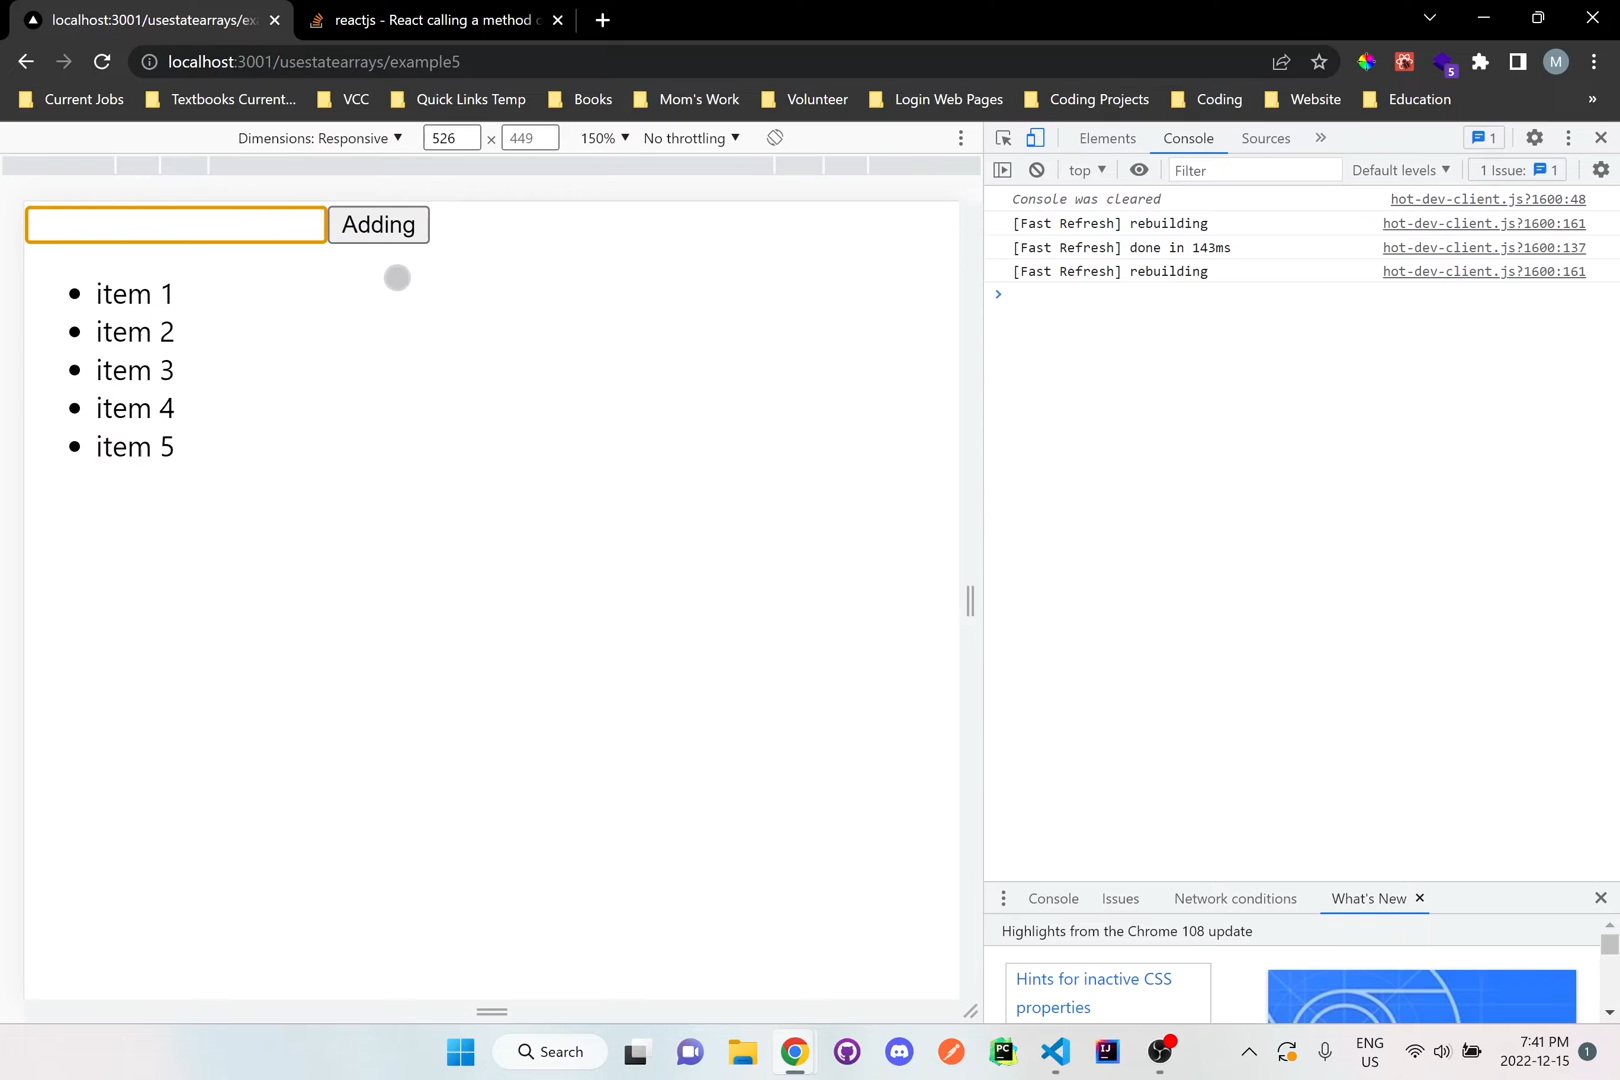 localhost:3001/usestatearrays/exa
reactjs - React calling a method o
localhost:3001/usestatearrays/example5
M
5
Current Jobs
Textbooks Current...
VCC
Quick Links Temp
Books
Mom's Work
Volunteer
Login Web Pages
Coding Projects
Coding
Website
Education
»
Dimensions: Responsive
526
×
449
150%
No throttling
Elements
Console
Sources
»
1
top
Filter
Default levels
1 Issue:
1
Console was cleared
hot-dev-client.js?1600:48
[Fast Refresh] rebuilding
hot-dev-client.js?1600:161
[Fast Refresh] done in 143ms
hot-dev-client.js?1600:137
[Fast Refresh] rebuilding
hot-dev-client.js?1600:161
Adding
item 1
item 2
item 3
item 4
item 5
Console
Issues
Network conditions
What's New
Highlights from the Chrome 108 update
Hints for inactive CSS
properties
Search
PC
IJ
ENG
US
7:41 PM
2022-12-15
1